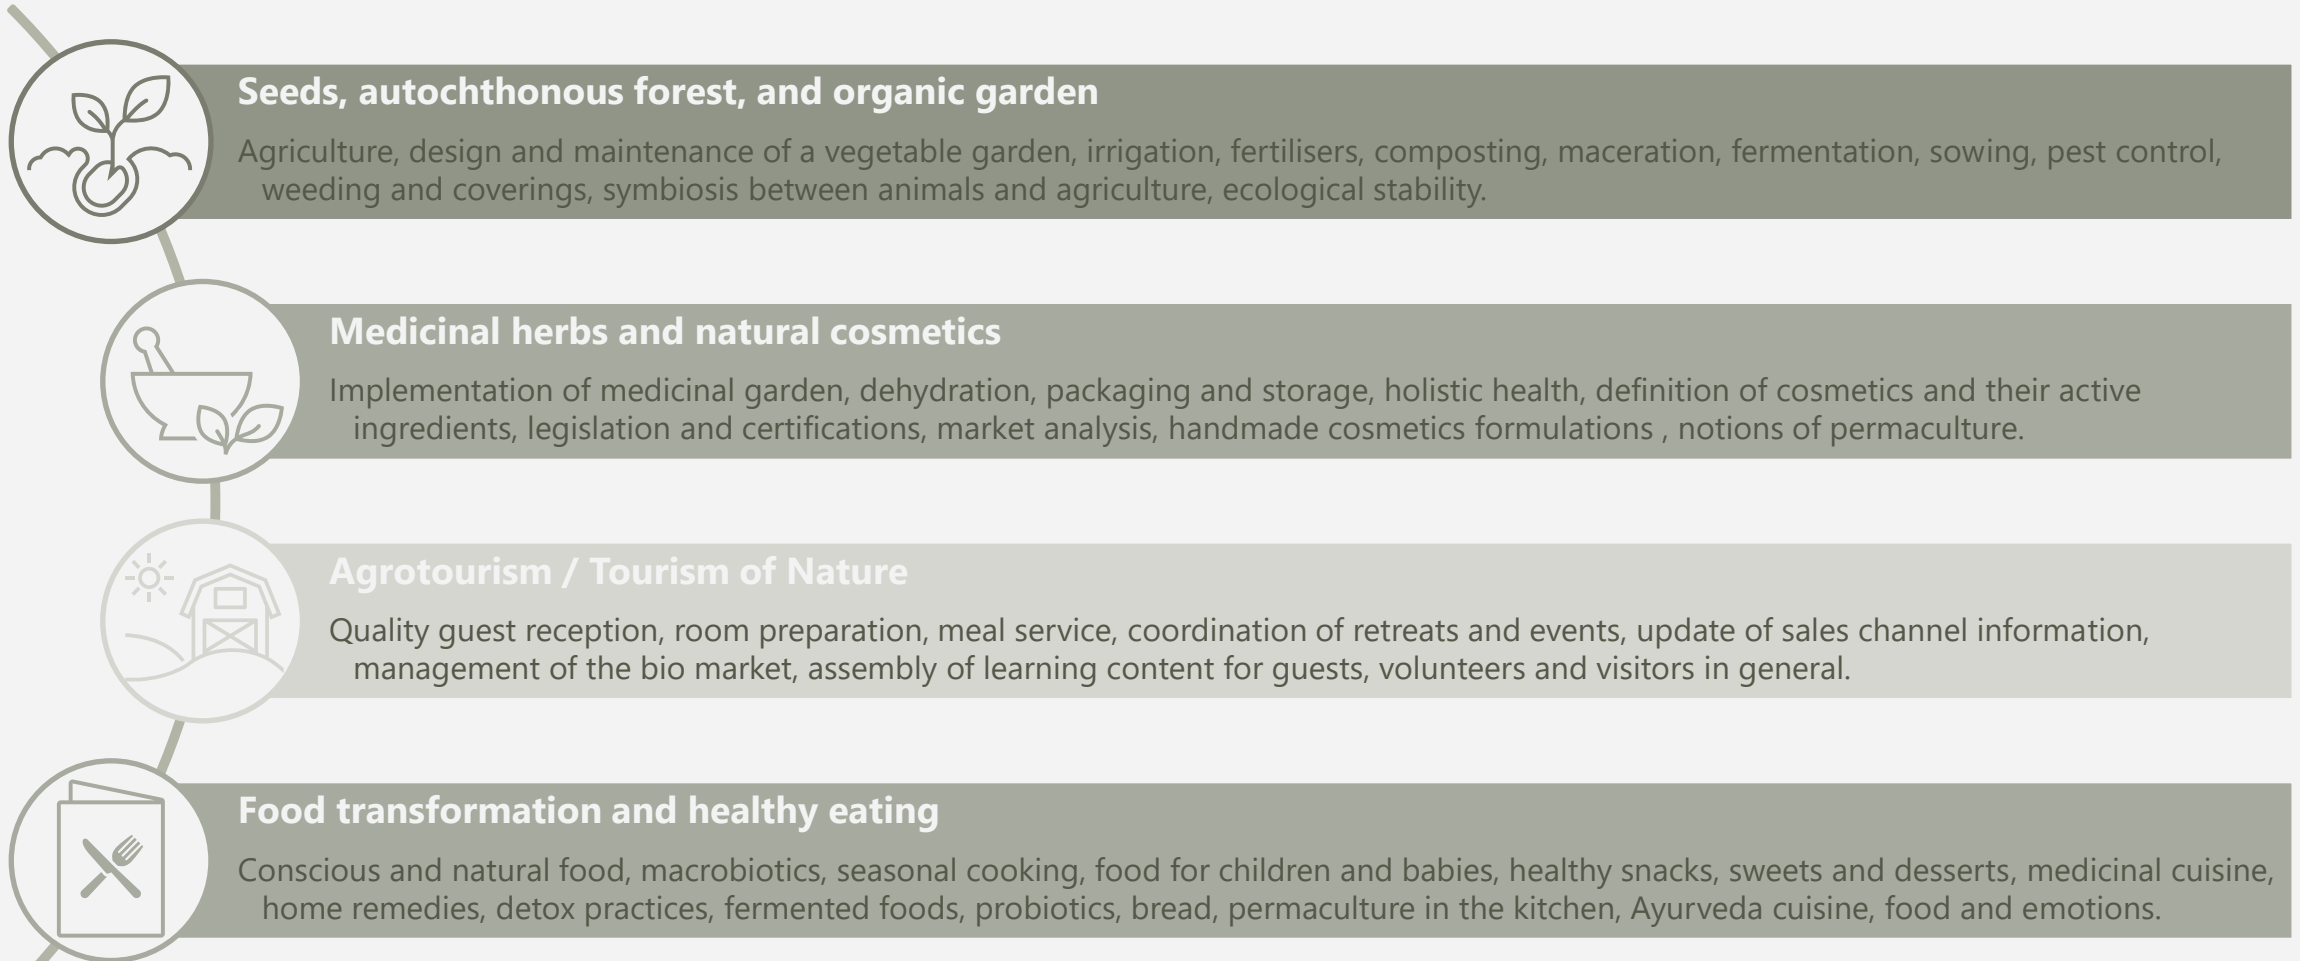 Seeds, autochthonous forest, and organic garden
Agriculture, design and maintenance of a vegetable garden, irrigation, fertilisers, composting, maceration, fermentation, sowing, pest control,
weeding and coverings, symbiosis between animals and agriculture, ecological stability.
Medicinal herbs and natural cosmetics
Implementation of medicinal garden, dehydration, packaging and storage, holistic health, definition of cosmetics and their active
ingredients, legislation and certifications, market analysis, handmade cosmetics formulations , notions of permaculture.
Agrotourism / Tourism of Nature
Quality guest reception, room preparation, meal service, coordination of retreats and events, update of sales channel information,
management of the bio market, assembly of learning content for guests, volunteers and visitors in general.
Food transformation and healthy eating
Conscious and natural food, macrobiotics, seasonal cooking, food for children and babies, healthy snacks, sweets and desserts, medicinal cuisine,
home remedies, detox practices, fermented foods, probiotics, bread, permaculture in the kitchen, Ayurveda cuisine, food and emotions.